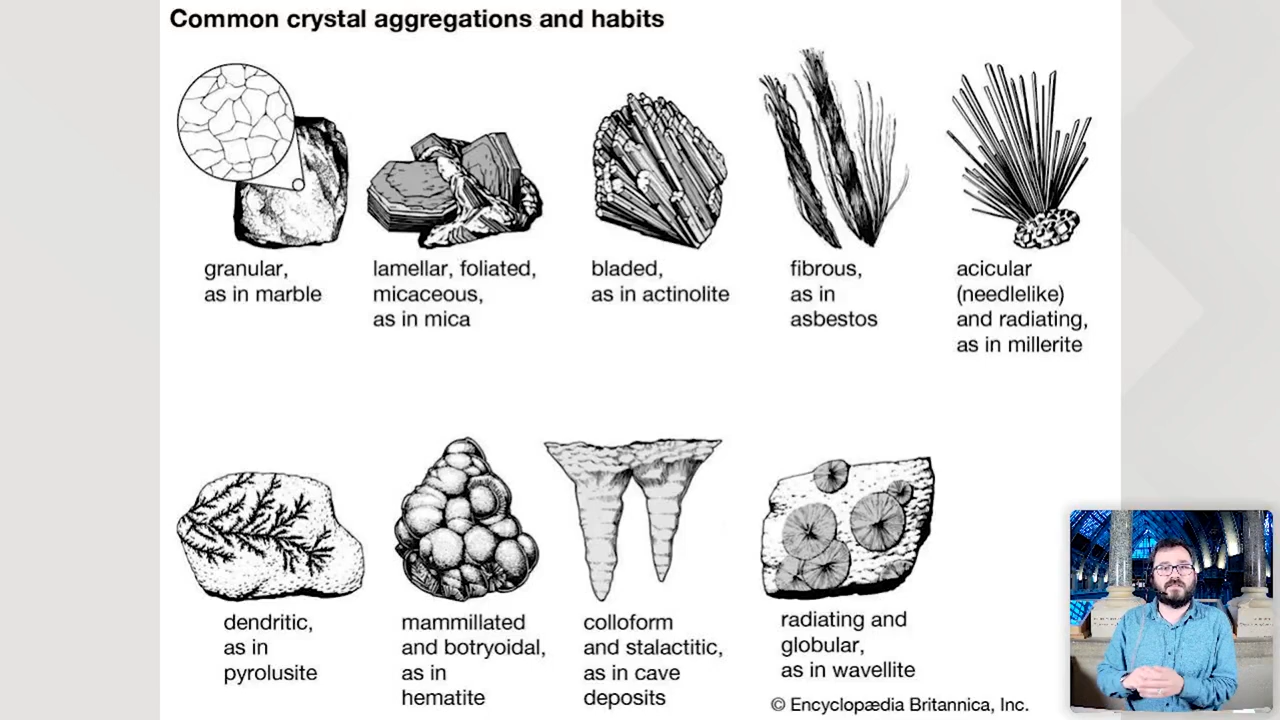 Common crystal aggregations and habits
granular,
as in marble
lamellar, foliated,
micaceous,
as in mica
bladed,
as in actinolite
fibrous,
as in
asbestos
acicular
(needlelike)
and radiating,
as in millerite
dendritic,
as in
pyrolusite
mammillated
and botryoidal,
as in
hematite
colloform
and stalactitic,
as in cave
deposits
radiating and
globular,
as in wavellite
© Encyclopædia Britannica, Inc.